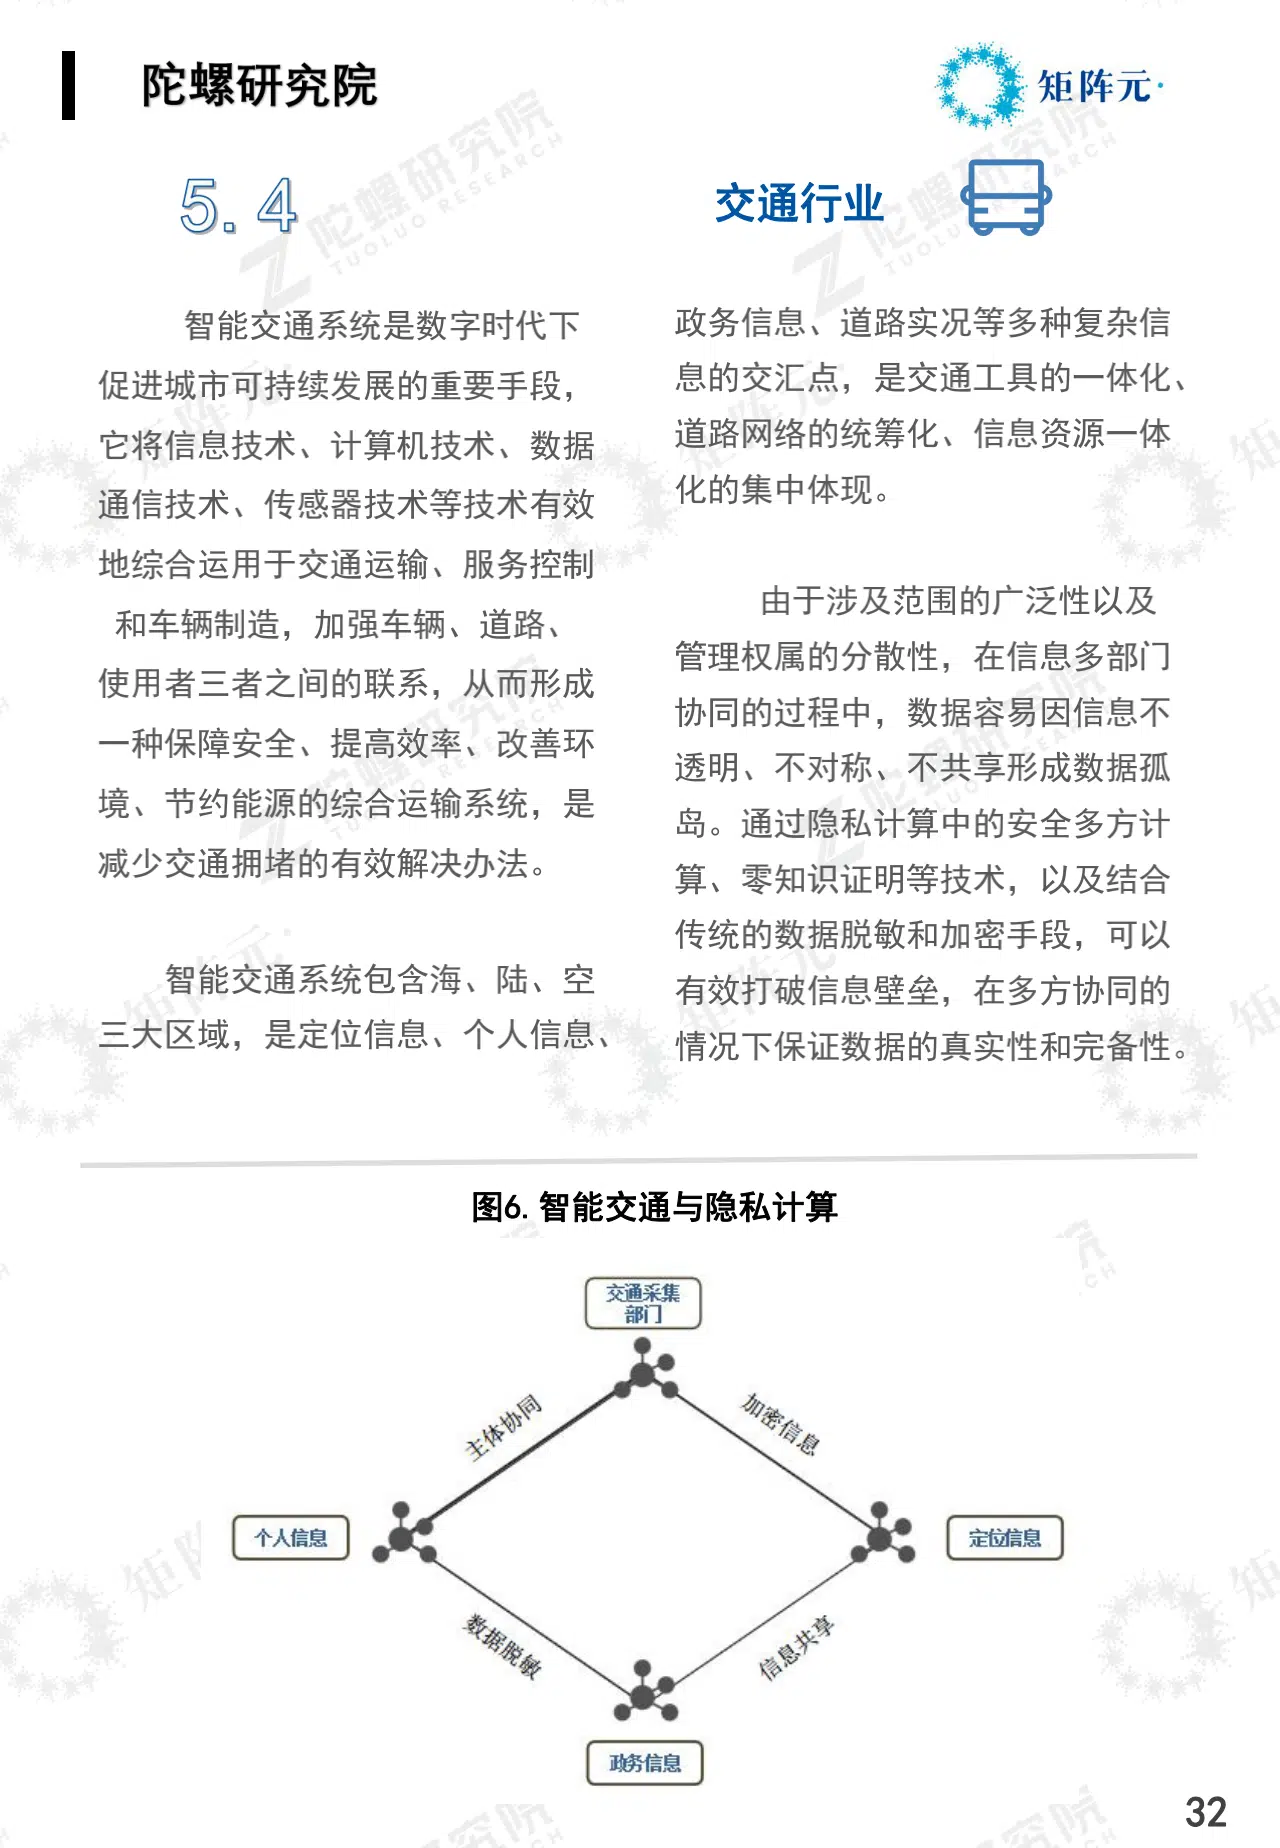 陀螺研究院
矩阵元
5.4
交通行业
智能交通系统是数字时代下
促进城市可持续发展的重要手段，
它将信息技术、计算机技术、数据
通信技术、传感器技术等技术有效
地综合运用于交通运输、服务控制
和车辆制造，加强车辆、道路、
使用者三者之间的联系，从而形成
一种保障安全、提高效率、改善环
境、节约能源的综合运输系统，是
减少交通拥堵的有效解决办法。
智能交通系统包含海、陆、空
三大区域，是定位信息、个人信息、
政务信息、道路实况等多种复杂信
息的交汇点，是交通工具的一体化、
道路网络的统筹化、信息资源一体
化的集中体现。
由于涉及范围的广泛性以及
管理权属的分散性，在信息多部门
协同的过程中，数据容易因信息不
透明、不对称、不共享形成数据孤
岛。通过隐私计算中的安全多方计
算、零知识证明等技术，以及结合
传统的数据脱敏和加密手段，可以
有效打破信息壁垒，在多方协同的
情况下保证数据的真实性和完备性。
图6.智能交通与隐私计算
交通采集
部门
主体协同
加密信息
个人信息
定位信息
数据脱敏
信息共享
政务信息
32